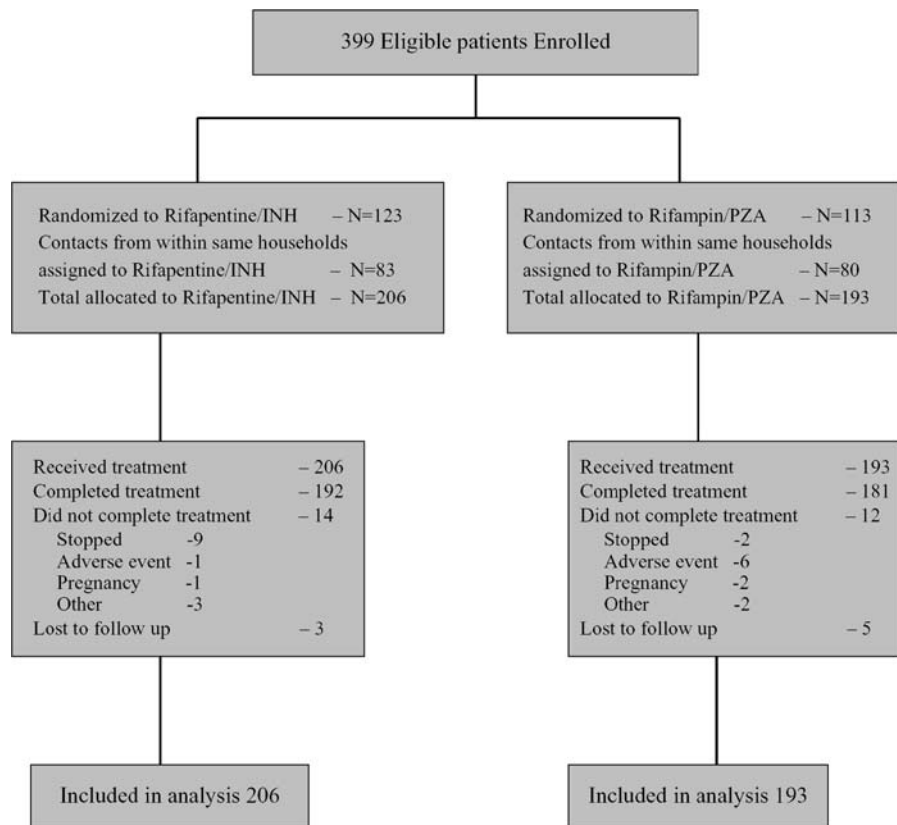 399 Eligible patients Enrolled
Randomized to Rifapentine/INH – N=123
Contacts from within same households
assigned to Rifapentine/INH – N=83
Total allocated to Rifapentine/INH – N=206
Randomized to Rifampin/PZA – N=113
Contacts from within same households
assigned to Rifampin/PZA – N=80
Total allocated to Rifampin/PZA – N=193
Received treatment – 206
Completed treatment – 192
Did not complete treatment – 14
Stopped -9
Adverse event -1
Pregnancy -1
Other -3
Lost to follow up – 3
Received treatment – 193
Completed treatment – 181
Did not complete treatment – 12
Stopped -2
Adverse event -6
Pregnancy -2
Other -2
Lost to follow up – 5
Included in analysis 206
Included in analysis 193